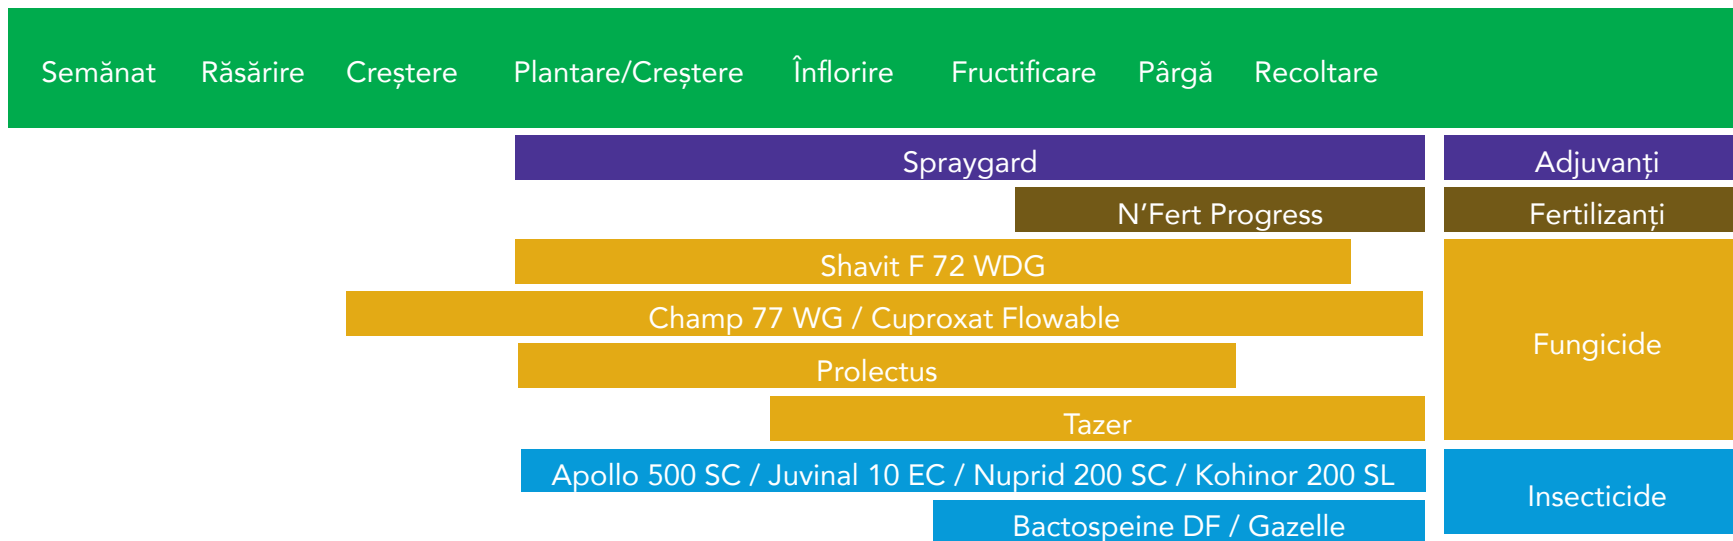 Semănat Răsărire Creștere Plantare/Creștere Înflorire Fructificare Pârgă Recoltare
Spraygard Adjuvanți
N’Fert Progress Fertilizanți
Shavit F 72 WDG
Champ 77 WG / Cuproxat Flowable
Fungicide
Prolectus
Tazer
Apollo 500 SC / Juvinal 10 EC / Nuprid 200 SC / Kohinor 200 SL
Insecticide
Bactospeine DF / Gazelle